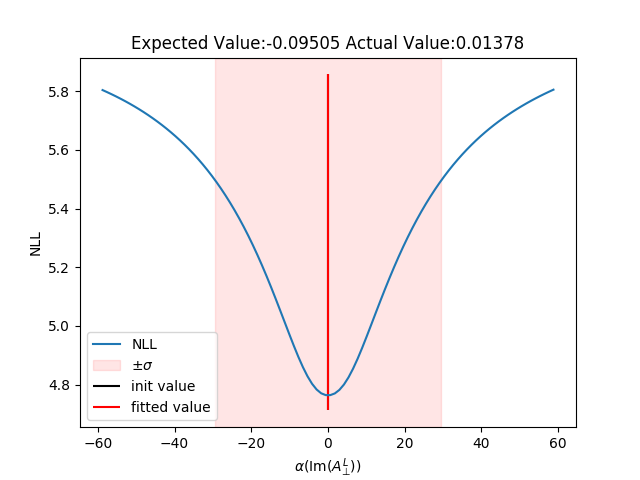 Expected Value:-0.09505 Actual Value:0.01378
NLL
5.8
5.6
5.4
5.2
5.0
4.8
NLL
±σ
init value
fitted value
−60 −40 −20 0 20 40 60
α(Im(A_⊥^L))